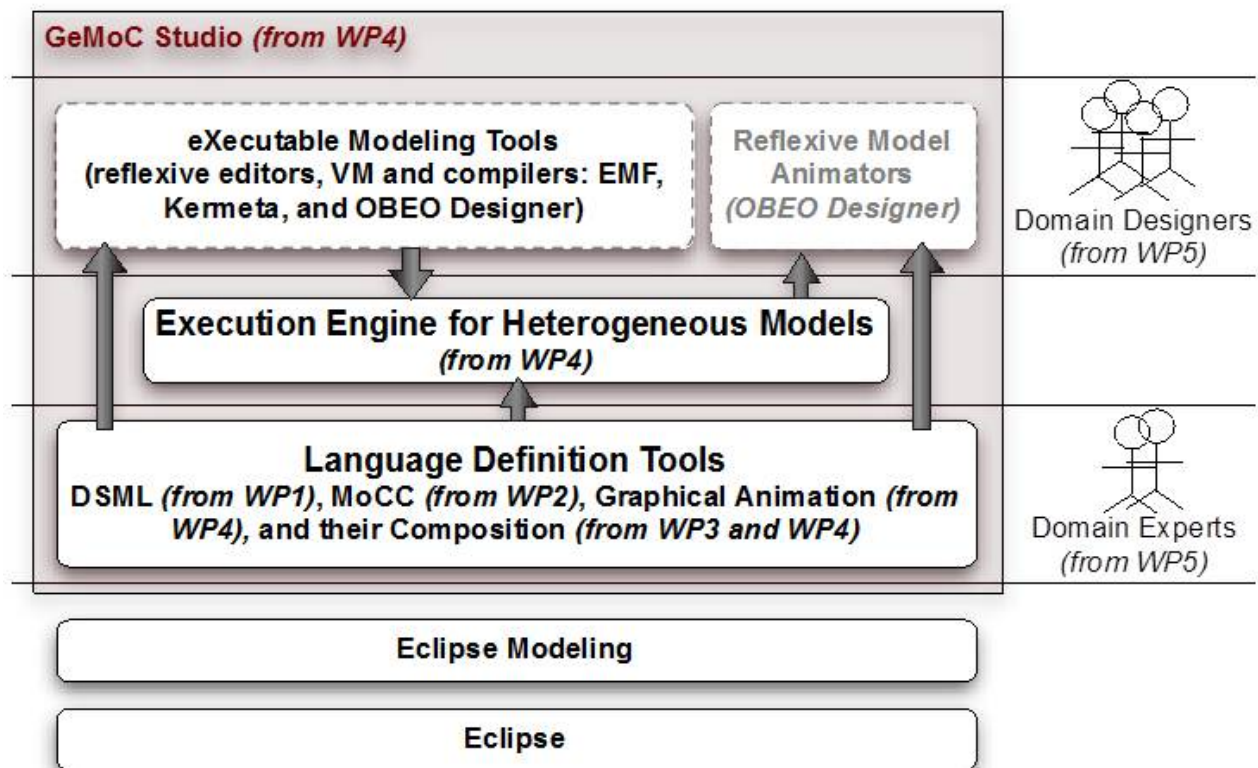 GeMoC Studio (from WP4)
eXecutable Modeling Tools
(reflexive editors, VM and compilers: EMF,
Kermeta, and OBEO Designer)
Reflexive Model
Animators
(OBEO Designer)
Domain Designers
(from WP5)
Execution Engine for Heterogeneous Models
(from WP4)
Language Definition Tools
DSML (from WP1), MoCC (from WP2), Graphical Animation (from
WP4), and their Composition (from WP3 and WP4)
Domain Experts
(from WP5)
Eclipse Modeling
Eclipse